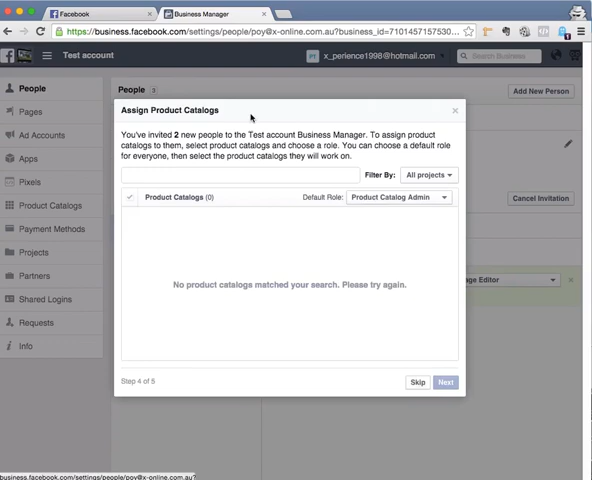 Facebook
Business Manager
https://business.facebook.com/settings/people/poy@x-online.com.au?business_id=7101457157530...
Test account
PT
x_perience1998@hotmail.com
Search Business
People
Pages
Ad Accounts
Apps
Pixels
Product Catalogs
Payment Methods
Projects
Partners
Shared Logins
Requests
Info
People 3
Add New Person
Cancel Invitation
age Editor
Assign Product Catalogs
You've invited 2 new people to the Test account Business Manager. To assign product
catalogs to them, select product catalogs and choose a role. You can choose a default role
for everyone, then select the product catalogs they will work on.
Filter By: All projects
Product Catalogs (0)
Default Role: Product Catalog Admin
No product catalogs matched your search. Please try again.
Step 4 of 5
Skip
Next
business.facebook.com/settings/people/poy@x-online.com.au?